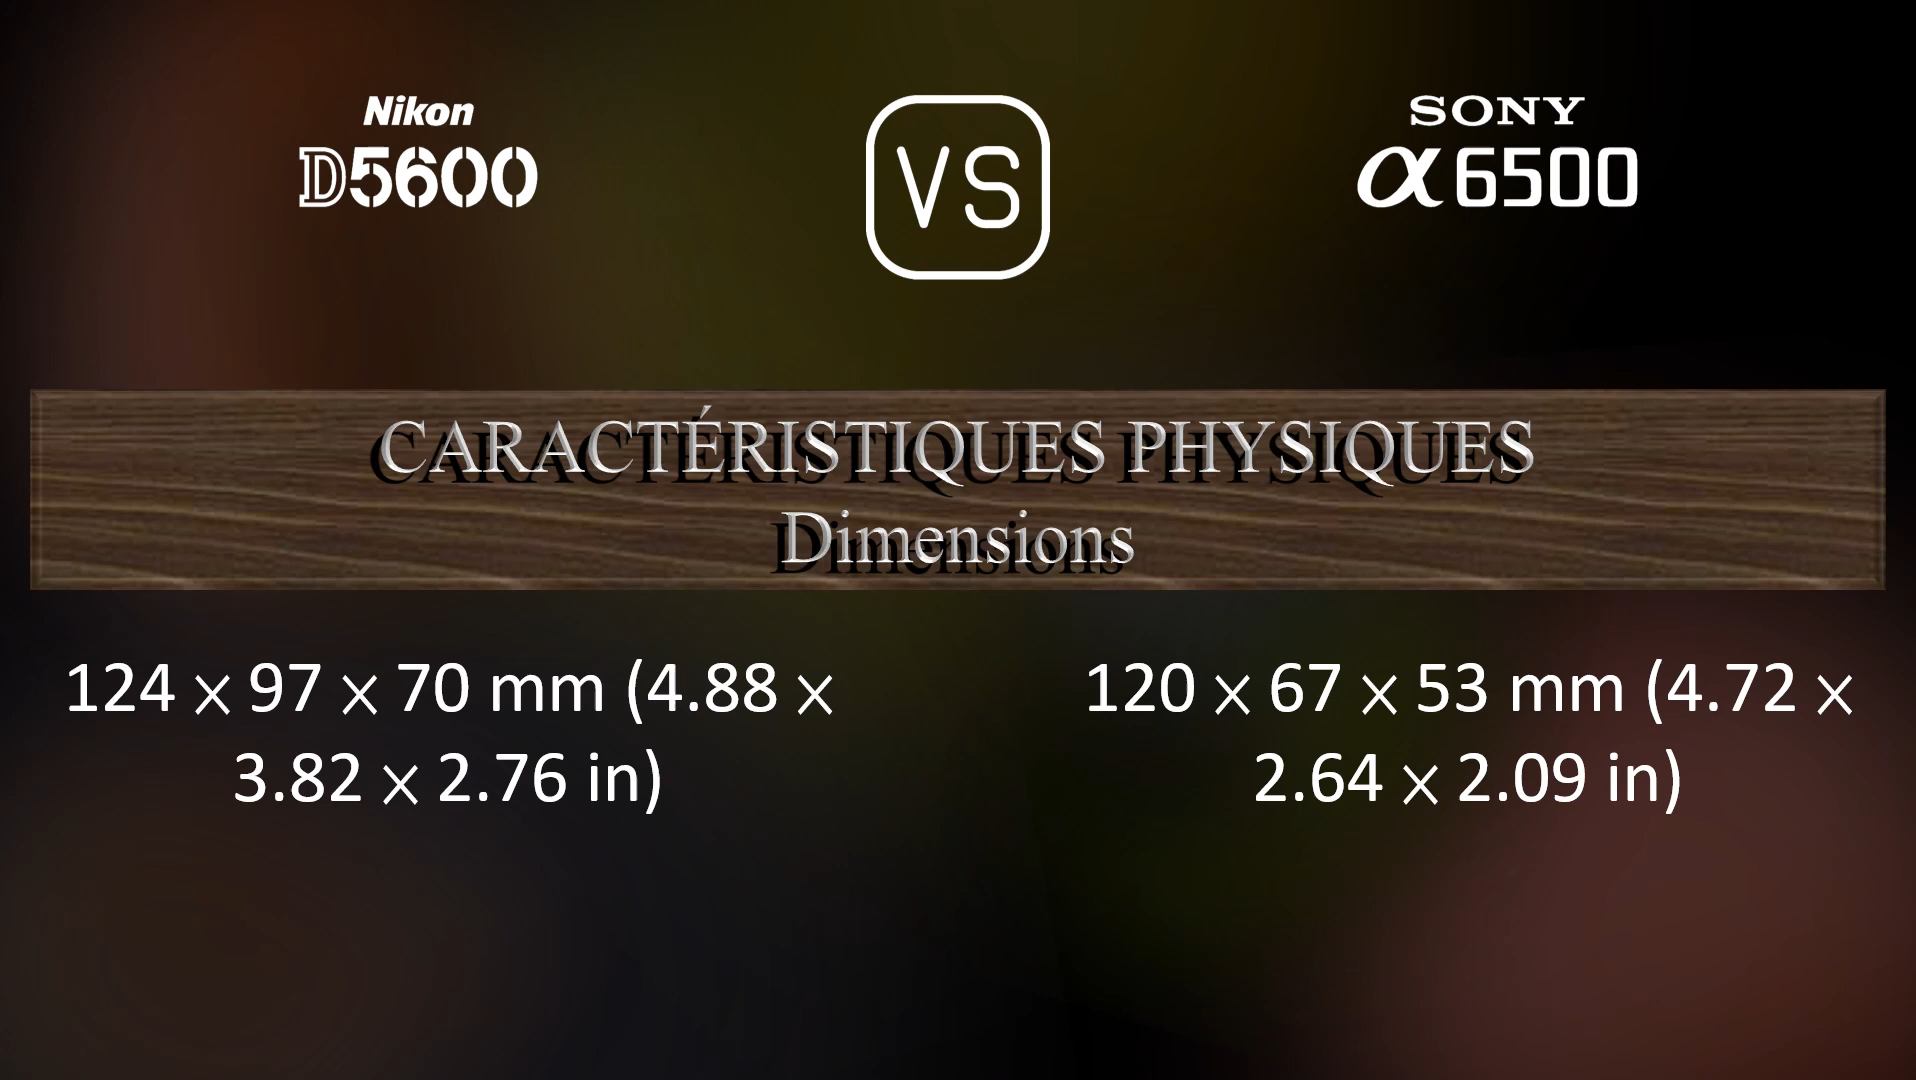 Nikon
D5600
VS
SONY
α6500
CARACTÉRISTIQUES PHYSIQUES
Dimensions
124 x 97 x 70 mm (4.88 x
3.82 x 2.76 in)
120 x 67 x 53 mm (4.72 x
2.64 x 2.09 in)